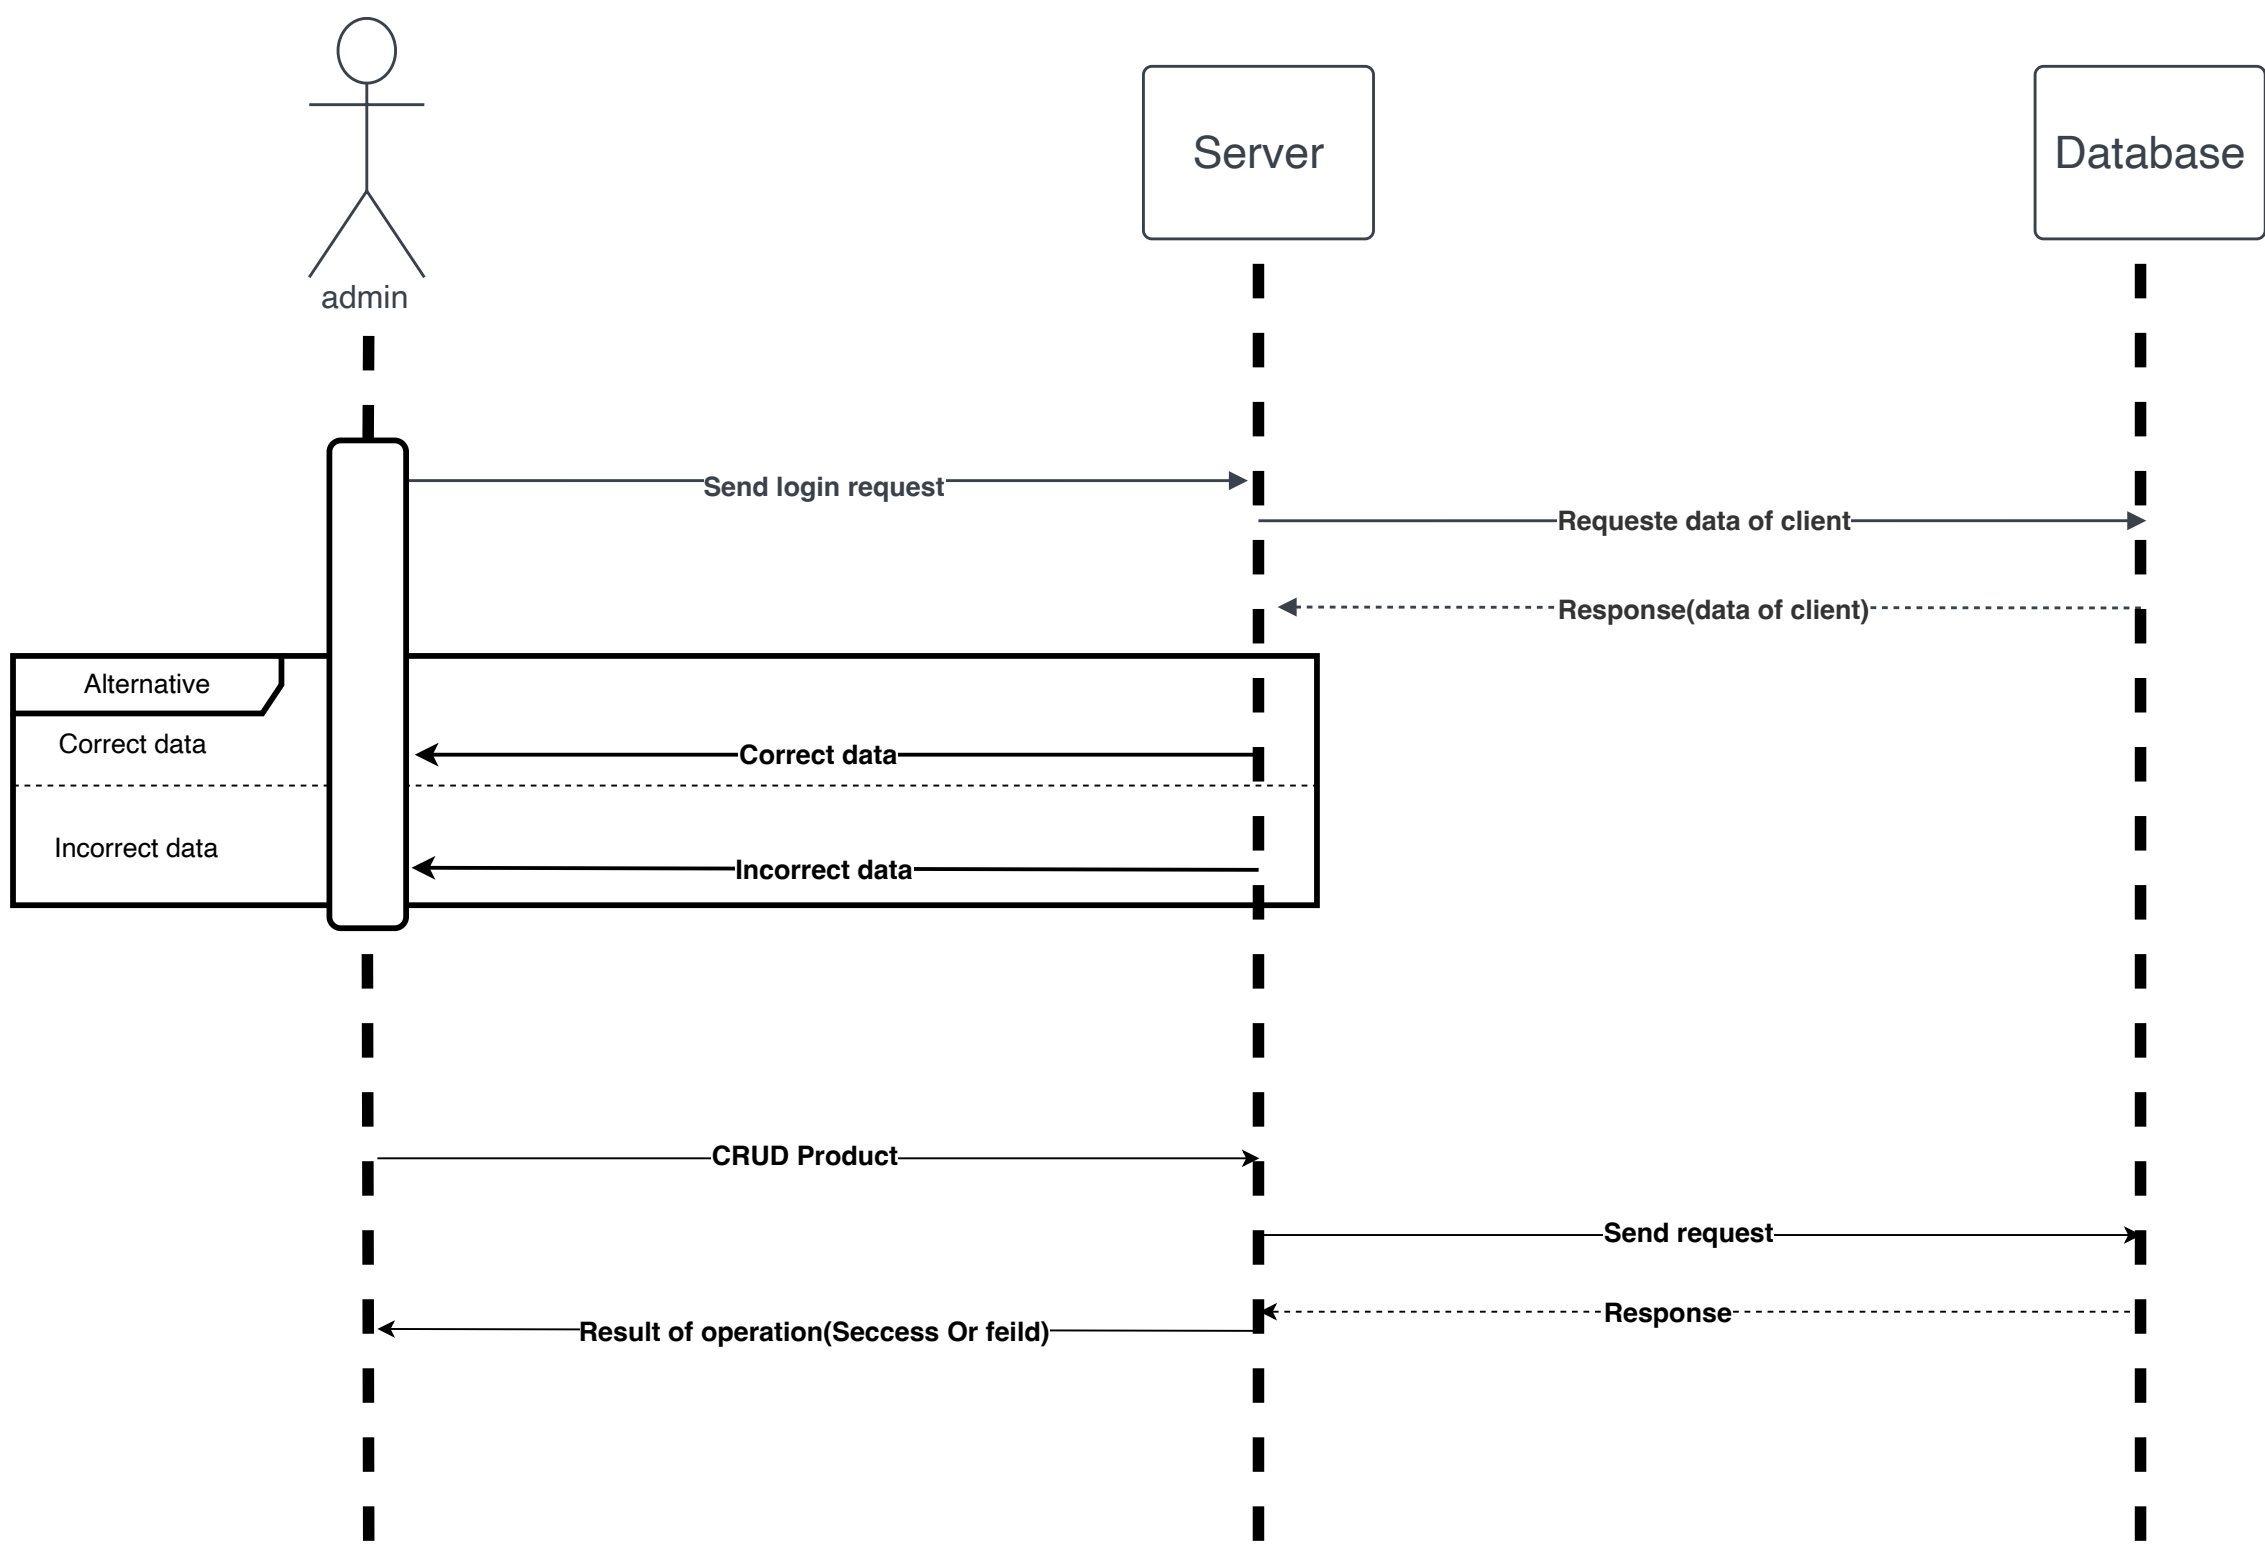 Server
Database
admin
Send login request
Requeste data of client
Response(data of client)
Alternative
Correct data
Correct data
Incorrect data
Incorrect data
CRUD Product
Send request
Response
Result of operation(Seccess Or feild)